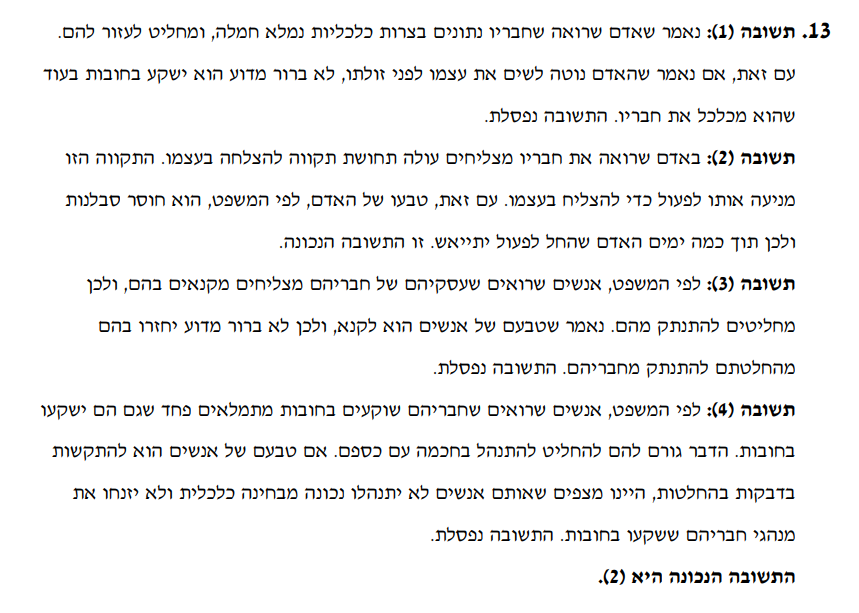 13. תשובה (1): נאמר שאדם שרואה שחבריו נתונים בצרות כלכליות נמלא חמלה, ומחליט לעזור להם.
עם זאת, אם נאמר שהאדם נוטה לשים את עצמו לפני זולתו, לא ברור מדוע הוא ישקע בחובות בעוד
שהוא מכלכל את חבריו. התשובה נפסלת.
תשובה (2): באדם שרואה את חבריו מצליחים עולה תחושת תקווה להצלחה בעצמו. התקווה הזו
מניעה אותו לפעול כדי להצליח בעצמו. עם זאת, טבעו של האדם, לפי המשפט, הוא חוסר סבלנות
ולכן תוך כמה ימים האדם שהחל לפעול יתייאש. זו התשובה הנכונה.
תשובה (3): לפי המשפט, אנשים שרואים שעסקיהם של חבריהם מצליחים מקנאים בהם, ולכן
מחליטים להתנתק מהם. נאמר שטבעם של אנשים הוא לקנא, ולכן לא ברור מדוע יחזרו בהם
מהחלטתם להתנתק מחבריהם. התשובה נפסלת.
תשובה (4): לפי המשפט, אנשים שרואים שחבריהם שוקעים בחובות מתמלאים פחד שגם הם ישקעו
בחובות. הדבר גורם להם להחליט להתנהל בחכמה עם כספם. אם טבעם של אנשים הוא להתקשות
בדבקות בהחלטות, היינו מצפים שאותם אנשים לא יתנהלו נכונה מבחינה כלכלית ולא יזנחו את
מנהגי חבריהם ששקעו בחובות. התשובה נפסלת.
התשובה הנכונה היא (2).